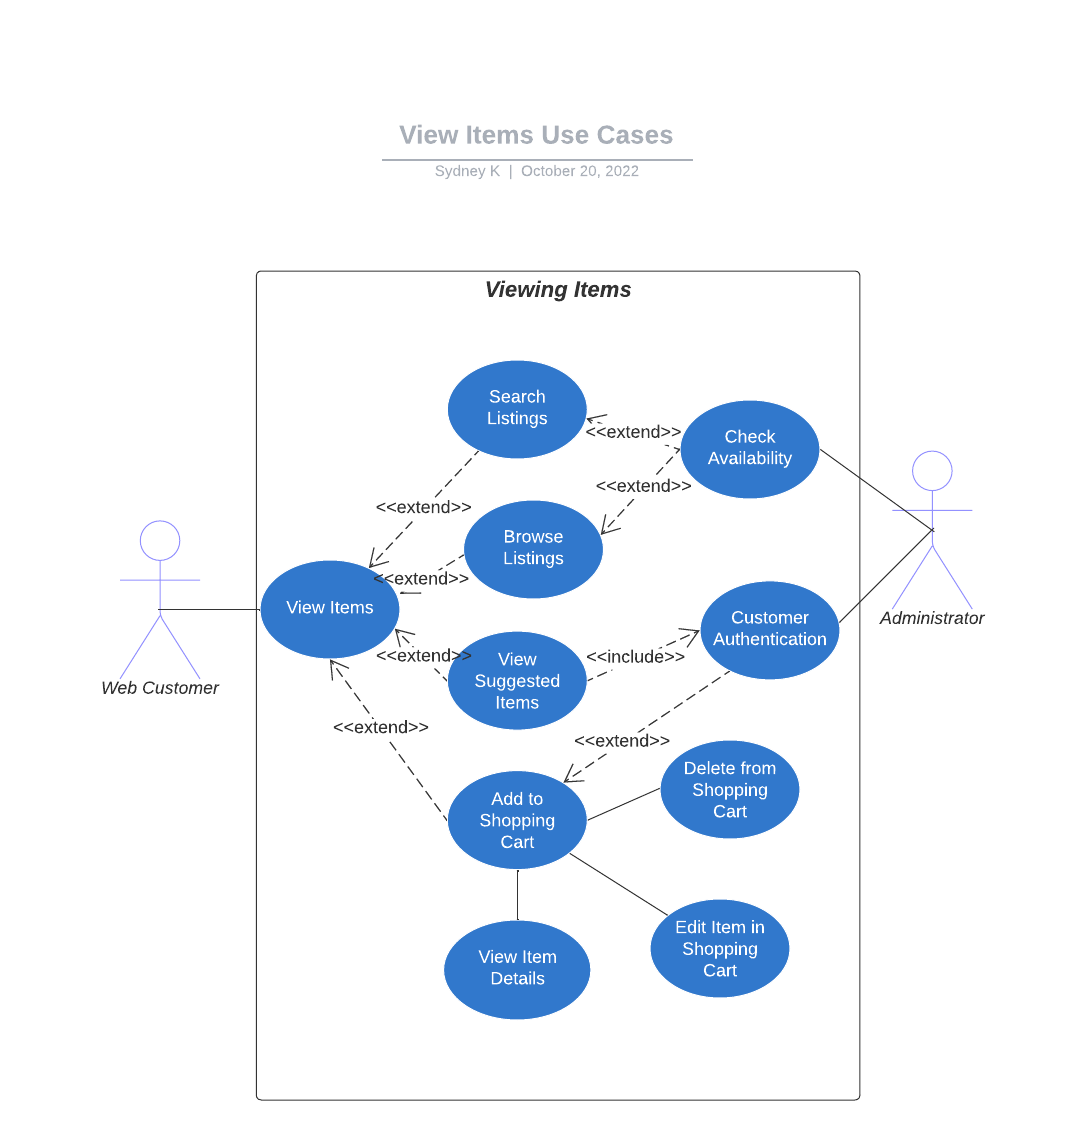 View Items Use Cases
Sydney K | October 20, 2022
Viewing Items
Search
Listings
<<extend>>
Check
Availability
<<extend>>
<<extend>>
Browse
Listings
<<extend>>
View Items
Customer
Authentication
Administrator
<<extend>>
View
Suggested
Items
<<include>>
Web Customer
<<extend>>
<<extend>>
Delete from
Shopping
Cart
Add to
Shopping
Cart
Edit Item in
Shopping
Cart
View Item
Details